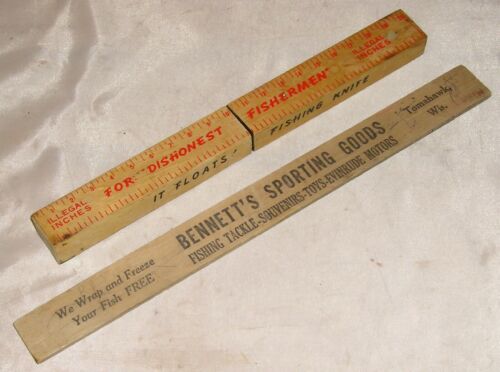 ILLEGAL
INCHES
FOR "DISHONEST
FISHERMEN"
ILLEGAL
INCHES
IT FLOATS!
FISHING KNIFE
We Wrap and Freeze
Your Fish FREE
BENNETT'S SPORTING GOODS
FISHING TACKLE-SOUVENIRS-TOYS-EVINRUDE MOTORS
Tomahawk,
Wis.